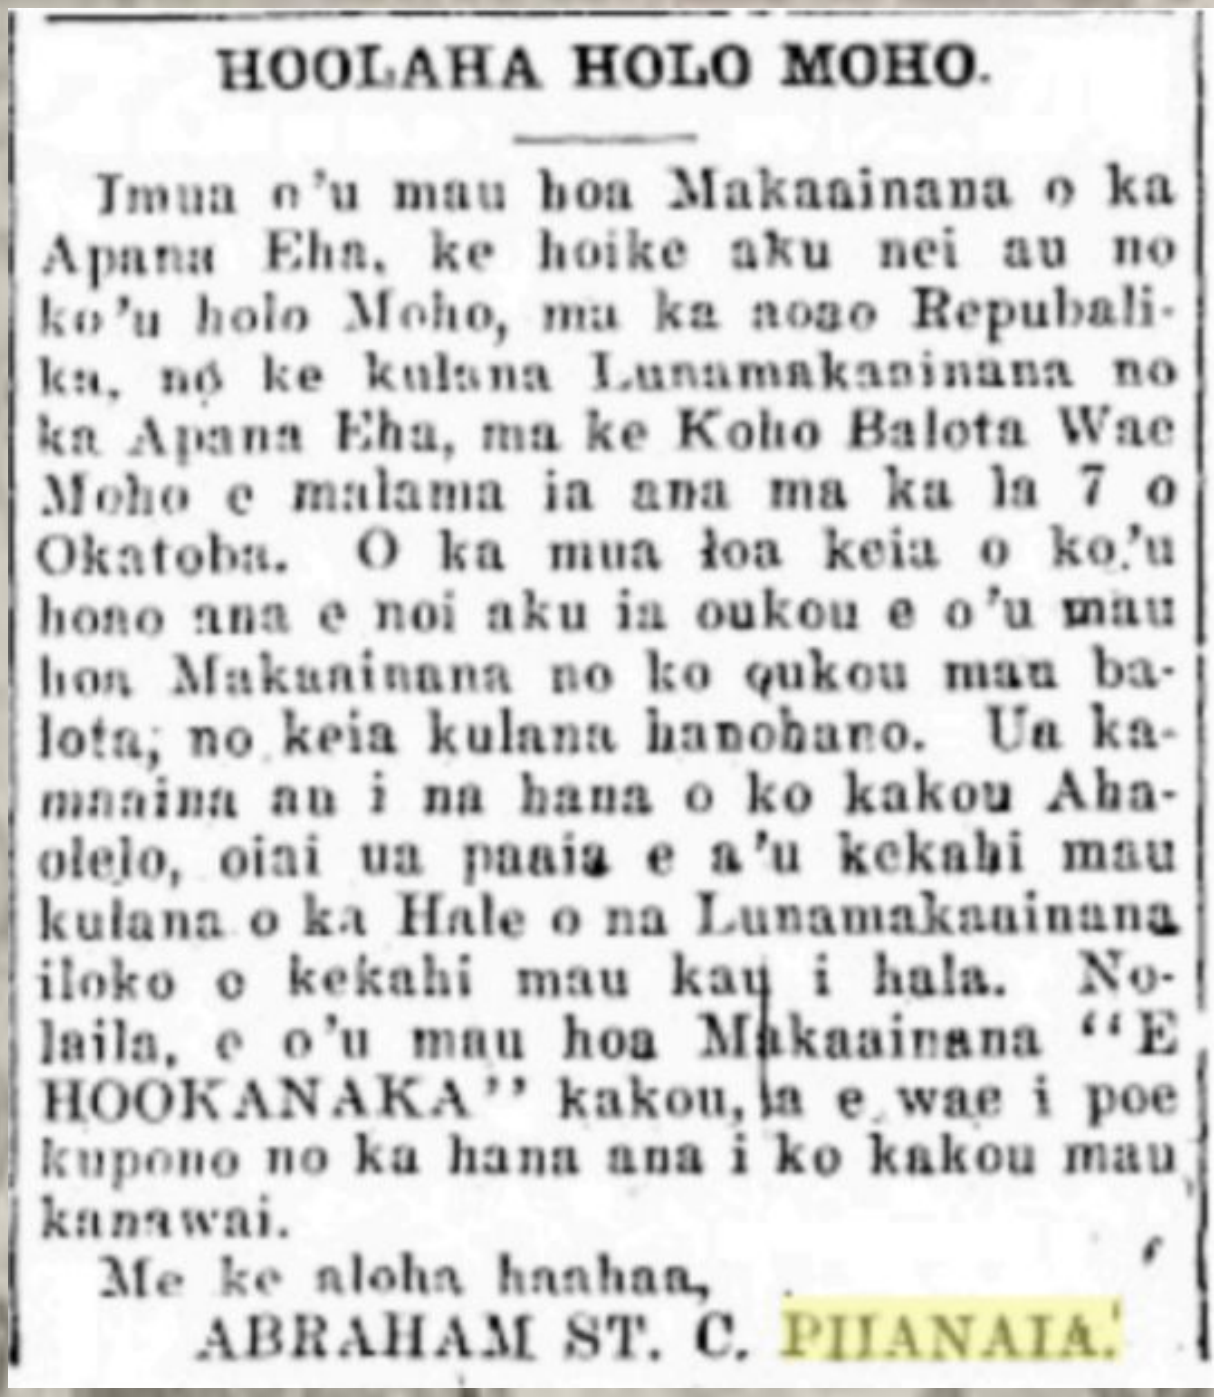 HOOLAHA HOLO MOHO.
Imua o'u mau hoa Makaainana o ka
Apana Eha, ke hoike aku nei au no
ko'u holo Moho, ma ka aoao Repubali-
ka, no ke kulana Lunamakaainana no
ka Apana Eha, ma ke Koho Balota Wae
Moho e malama ia ana ma ka la 7 o
Okatoba. O ka mua loa keia o ko'u
hoao ana e noi aku ia oukou e o'u mau
hoa Makaainana no ko oukou mau ba-
lota, no keia kulana hanohano. Ua ka-
maaina au i na hana o ko kakou Aha-
olelo, oiai ua paaia e a'u kekahi mau
kulana o ka Hale o na Lunamakaainana
iloko o kekahi mau kau i hala. No-
laila, e o'u mau hoa Makaainana "E
HOOKANAKA" kakou, a e wae i poe
kupono no ka hana ana i ko kakou mau
kanawai.
Me ke aloha haahaa,
ABRAHAM ST. C. PIIANAIA.